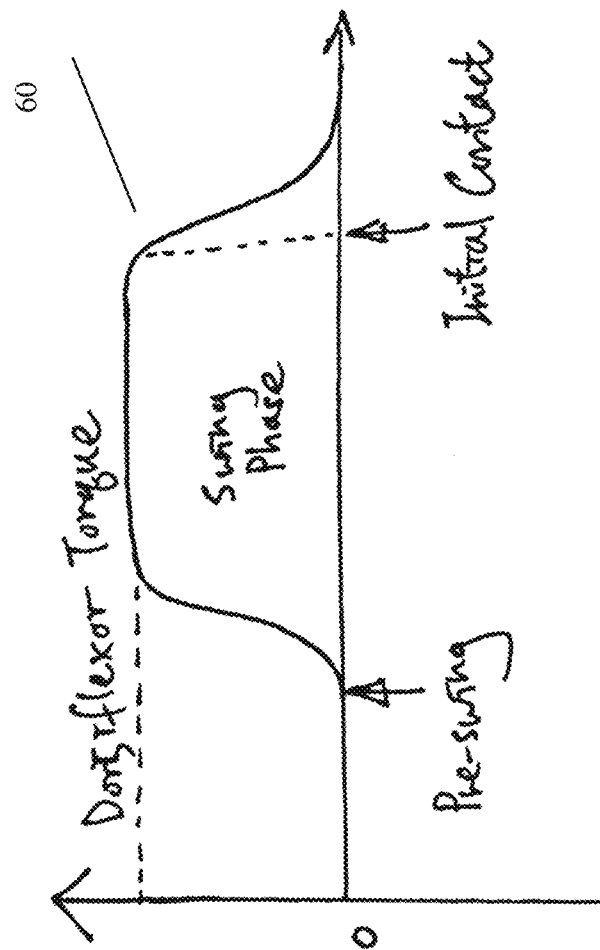 60
Dorsiflexor Torque
Swing
Phase
0
Pre-swing
Initial Contact